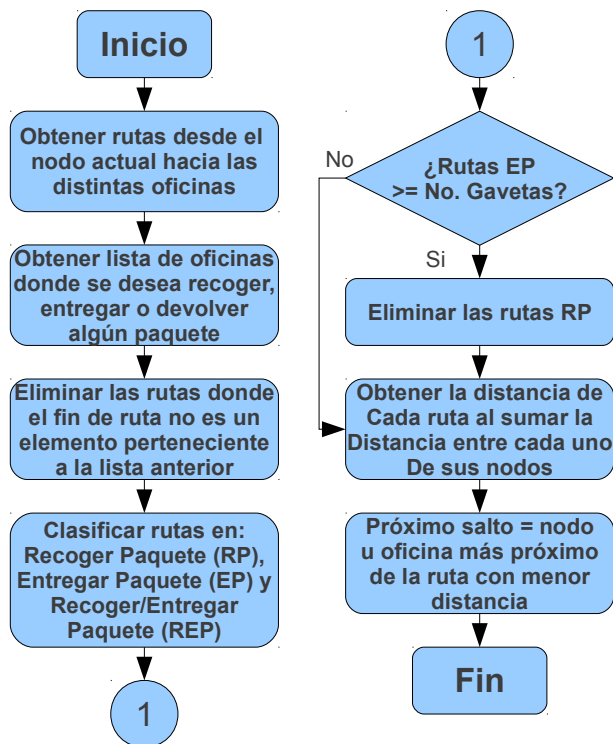 Inicio
Obtener rutas desde el
nodo actual hacia las
distintas oficinas
Obtener lista de oficinas
donde se desea recoger,
entregar o devolver
algún paquete
Eliminar las rutas donde
el fin de ruta no es un
elemento perteneciente
a la lista anterior
Clasificar rutas en:
Recoger Paquete (RP),
Entregar Paquete (EP) y
Recoger/Entregar
Paquete (REP)
1
1
¿Rutas EP
>= No. Gavetas?
No
Si
Eliminar las rutas RP
Obtener la distancia de
Cada ruta al sumar la
Distancia entre cada uno
De sus nodos
Próximo salto = nodo
u oficina más próximo
de la ruta con menor
distancia
Fin